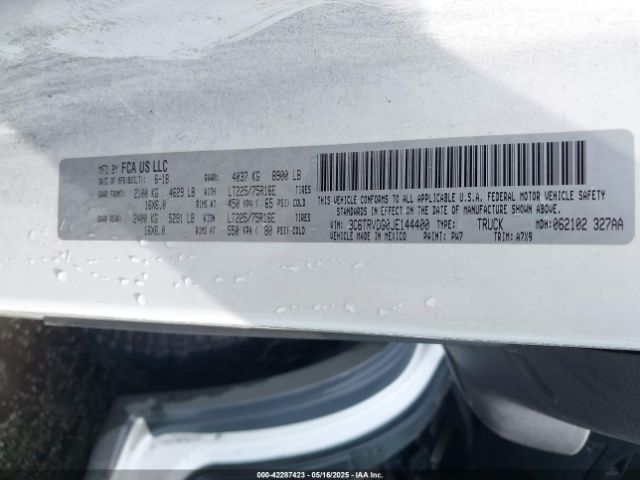 MFD BY FCA US LLC
DATE OF MFD(BUILT): 6-18 GVWR: 4037 KG 8900 LB
GAWR FRONT: 2100 KG 4629 LB WITH LT225/75R16E TIRES
16X6.0 RIMS AT 450 KPA ( 65 PSI) COLD
GAWR REAR: 2400 KG 5291 LB WITH LT225/75R16E TIRES
16X6.0 RIMS AT 550 KPA ( 80 PSI) COLD
THIS VEHICLE CONFORMS TO ALL APPLICABLE U.S.A. FEDERAL MOTOR VEHICLE SAFETY
STANDARDS IN EFFECT ON THE DATE OF MANUFACTURE SHOWN ABOVE.
VIN: 3C6TRVDG0JE144400 TYPE: TRUCK MDH: 062102 327AA
VEHICLE MADE IN MEXICO PAINT: PW7 TRIM: A7X9
000-42287423 - 05/16/2025 - IAAI.COM